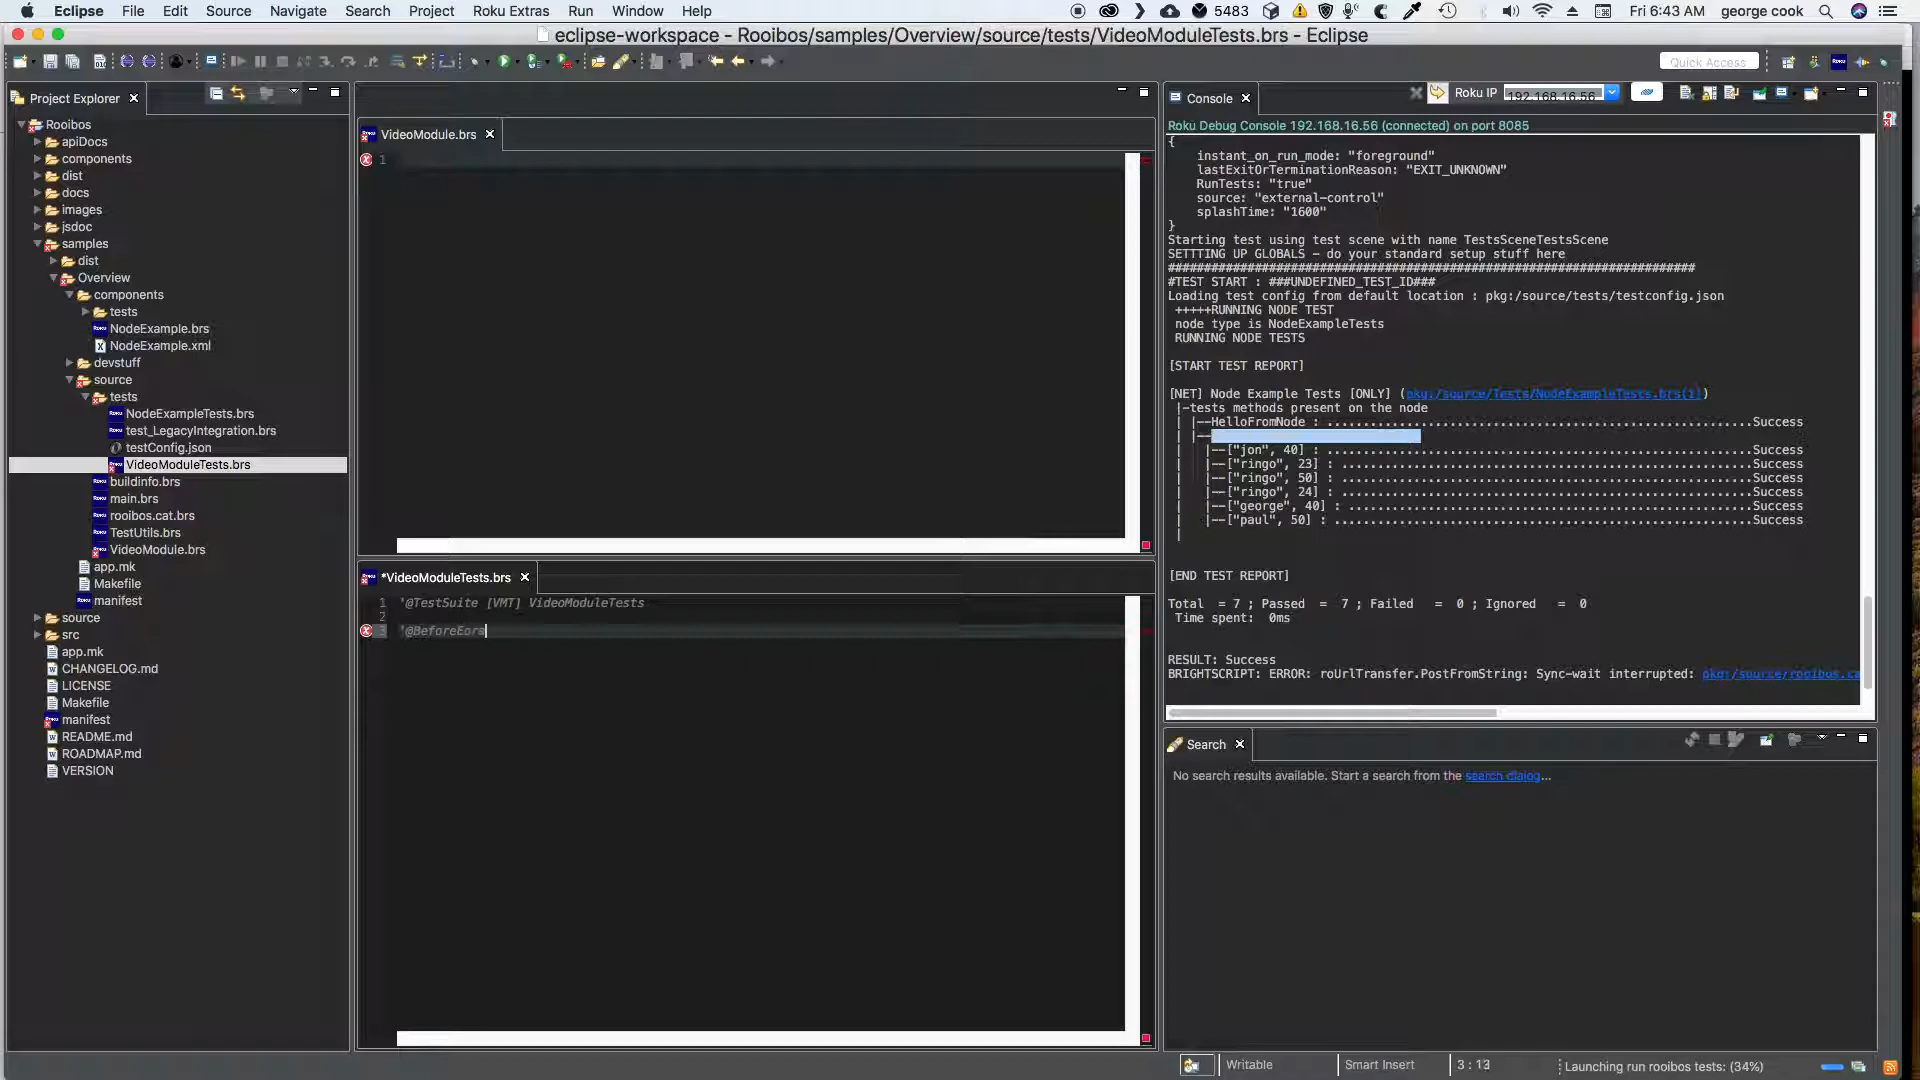 Eclipse File Edit Source Navigate Search Project Roku Extras Run Window Help 5483 Fri 6:43 AM george cook
eclipse-workspace - Rooibos/samples/Overview/source/tests/VideoModuleTests.brs - Eclipse
Quick Access
Project Explorer
Rooibos
apiDocs
components
dist
docs
images
jsdoc
samples
dist
Overview
components
tests
NodeExample.brs
NodeExample.xml
devstuff
source
tests
NodeExampleTests.brs
test_LegacyIntegration.brs
testConfig.json
VideoModuleTests.brs
buildinfo.brs
main.brs
rooibos.cat.brs
TestUtils.brs
VideoModule.brs
app.mk
Makefile
manifest
source
src
app.mk
CHANGELOG.md
LICENSE
Makefile
manifest
README.md
ROADMAP.md
VERSION
VideoModule.brs
1
*VideoModuleTests.brs
1 '@TestSuite [VMT] VideoModuleTests
2
3 '@BeforeEors
Console Roku IP 192.168.16.56
Roku Debug Console 192.168.16.56 (connected) on port 8085
{
instant_on_run_mode: "foreground"
lastExitOrTerminationReason: "EXIT_UNKNOWN"
RunTests: "true"
source: "external-control"
splashTime: "1600"
}
Starting test using test scene with name TestsSceneTestsScene
SETTTING UP GLOBALS - do your standard setup stuff here
#########################################################################
#TEST START : ###UNDEFINED_TEST_ID###
Loading test config from default location : pkg:/source/tests/testconfig.json
+++++RUNNING NODE TEST
node type is NodeExampleTests
RUNNING NODE TESTS
[START TEST REPORT]
[NET] Node Example Tests [ONLY] (pkg:/source/Tests/NodeExampleTests.brs(1))
|-tests methods present on the node
| |--HelloFromNode : ...........................................................Success
| |--
| |--["jon", 40] : .........................................................Success
| |--["ringo", 23] : .........................................................Success
| |--["ringo", 50] : .........................................................Success
| |--["ringo", 24] : .........................................................Success
| |--["george", 40] : .........................................................Success
| |--["paul", 50] : .........................................................Success
|
[END TEST REPORT]
Total = 7 ; Passed = 7 ; Failed = 0 ; Ignored = 0
Time spent: 0ms
RESULT: Success
BRIGHTSCRIPT: ERROR: roUrlTransfer.PostFromString: Sync-wait interrupted: pkg:/source/rooibos.ca
Search
No search results available. Start a search from the search dialog...
Writable Smart Insert 3 : 13 Launching run rooibos tests: (34%)